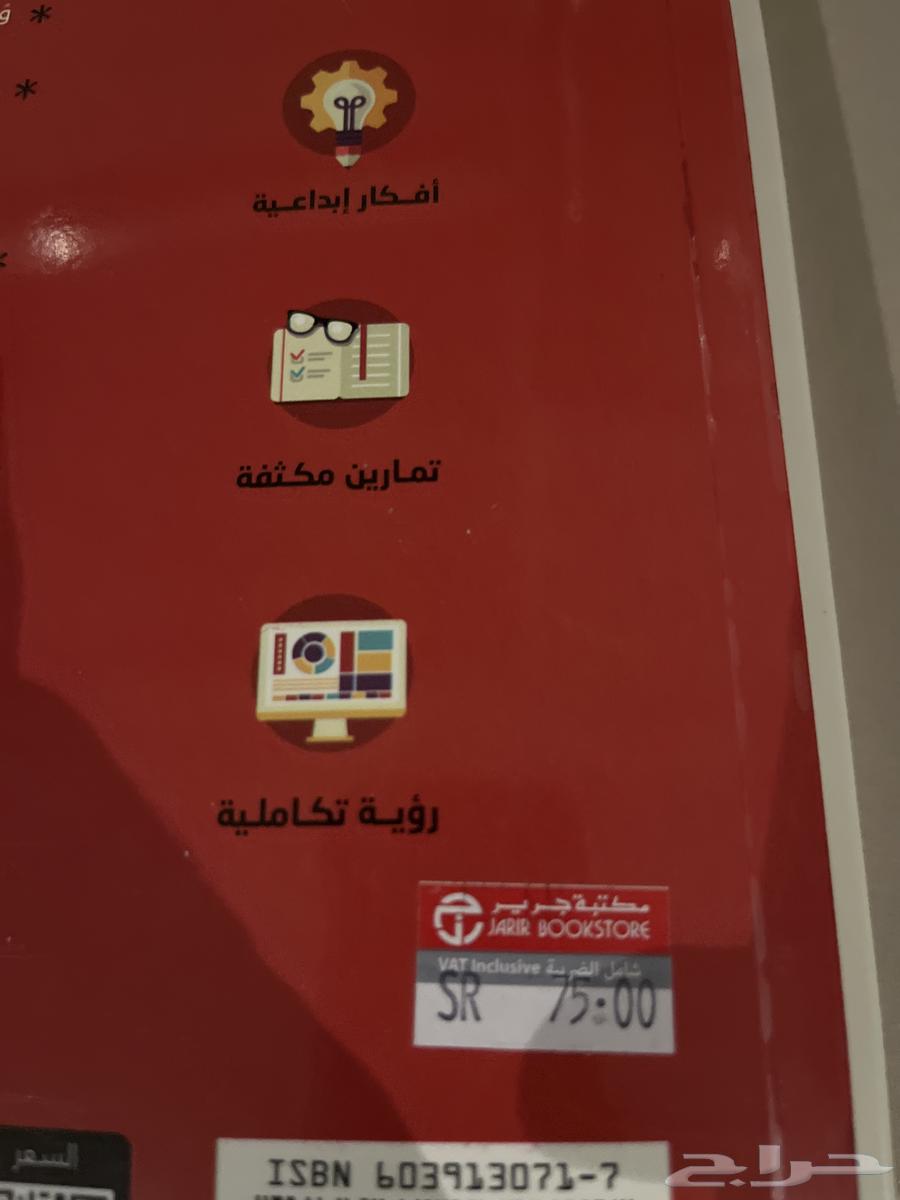 أفكار إبداعية
تمارين مكثفة
رؤية تكاملية
مكتبة جرير
JARIR BOOKSTORE
VAT Inclusive شامل الضريبة
SR 75.00
السعر
ISBN 603913071-7
حراج